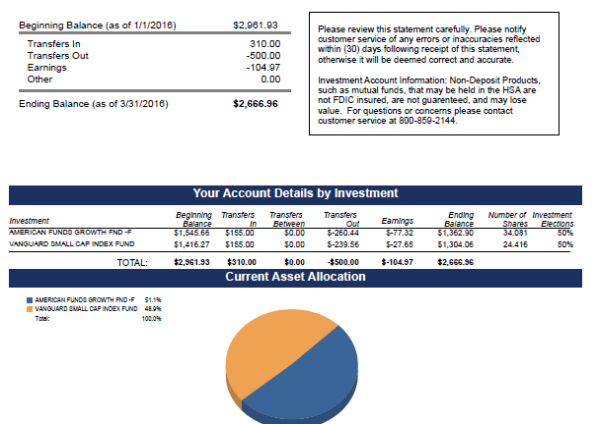 Beginning Balance (as of 1/1/2016) $2,961.93
Transfers In 310.00
Transfers Out -500.00
Earnings -104.97
Other 0.00
Ending Balance (as of 3/31/2016) $2,666.96
Please review this statement carefully. Please notify
customer service of any errors or inaccuracies reflected
within (30) days following receipt of this statement,
otherwise it will be deemed correct and accurate.
Investment Account Information: Non-Deposit Products,
such as mutual funds, that may be held in the HSA are
not FDIC insured, are not guarenteed, and may lose
value. For questions or concerns please contact
customer service at 800-859-2144.
Your Account Details by Investment
Investment Beginning Balance Transfers In Transfers Between Transfers Out Earnings Ending Balance Number of Shares Investment Elections
AMERICAN FUNDS GROWTH FND -F $1,545.66 $155.00 $0.00 $-260.44 $-77.32 $1,362.90 34.081 50%
VANGUARD SMALL CAP INDEX FUND $1,416.27 $155.00 $0.00 $-239.56 $-27.65 $1,304.06 24.416 50%
TOTAL: $2,961.93 $310.00 $0.00 -$500.00 $-104.97 $2,666.96
Current Asset Allocation
AMERICAN FUNDS GROWTH FND -F 51.1%
VANGUARD SMALL CAP INDEX FUND 48.9%
Total: 100.0%